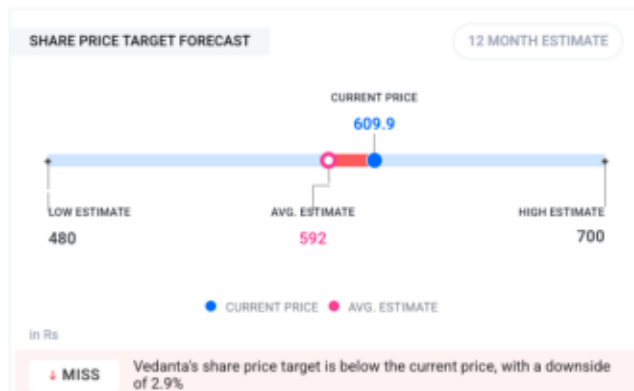 SHARE PRICE TARGET FORECAST
12 MONTH ESTIMATE
CURRENT PRICE
609.9
LOW ESTIMATE
AVG. ESTIMATE
HIGH ESTIMATE
480
592
700
CURRENT PRICE
AVG. ESTIMATE
in Rs
↓ MISS
Vedanta's share price target is below the current price, with a downside
of 2.9%